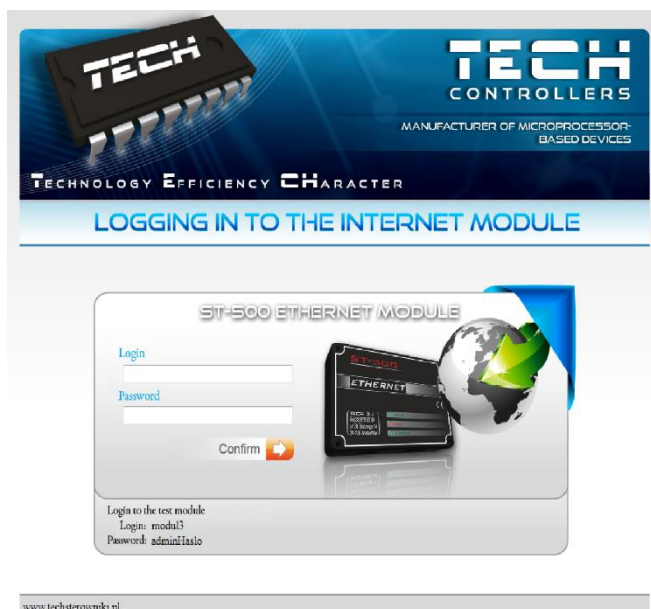 TECH
TECH
CONTROLLERS
MANUFACTURER OF MICROPROCESSOR-
BASED DEVICES
TECHNOLOGY EFFICIENCY CHARACTER
LOGGING IN TO THE INTERNET MODULE
ST-500 ETHERNET MODULE
Login
Password
Confirm
ST-500
ETHERNET
TECH
Login to the test module
Login: modul3
Password: adminHaslo
www.techsterowniki.pl